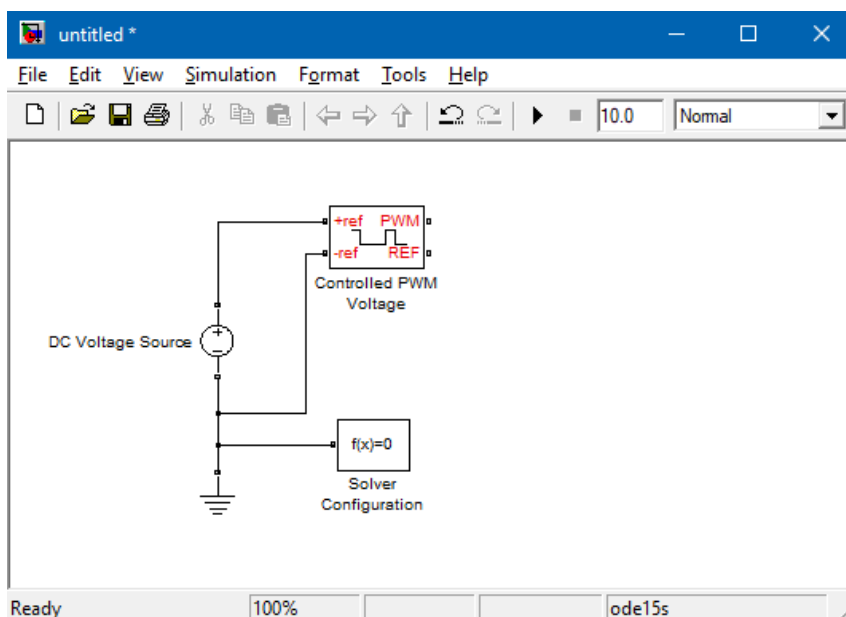 untitled *
File Edit View Simulation Format Tools Help
10.0 Normal
+ref PWM
-ref REF
Controlled PWM
Voltage
DC Voltage Source
f(x)=0
Solver
Configuration
Ready 100% ode15s